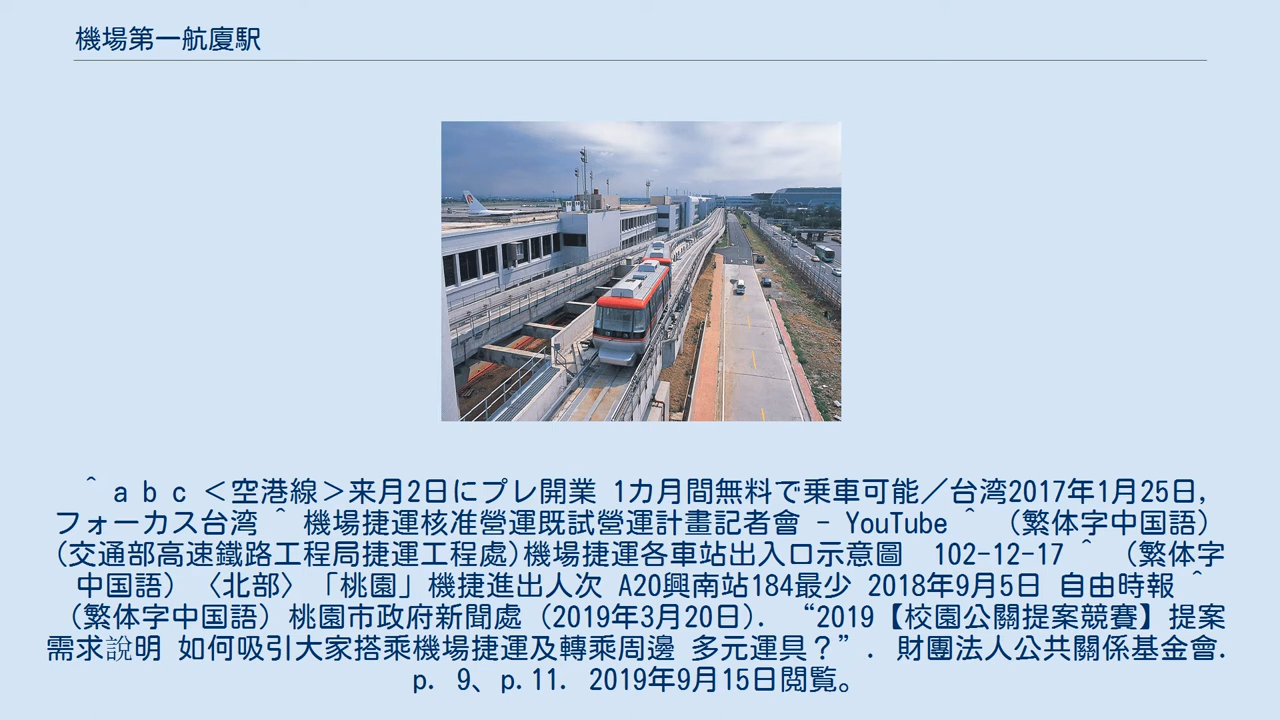 機場第一航廈駅
^ a b c ＜空港線＞来月2日にプレ開業 1カ月間無料で乗車可能／台湾2017年1月25日,
フォーカス台湾 ^ 機場捷運核准營運既試營運計畫記者會 - YouTube ^ （繁体字中国語）
(交通部高速鐵路工程局捷運工程處)機場捷運各車站出入口示意圖 102-12-17 ^ （繁体字
中国語）〈北部〉「桃園」機捷進出人次 A20興南站184最少 2018年9月5日 自由時報 ^
（繁体字中国語）桃園市政府新聞處 (2019年3月20日). “2019【校園公關提案競賽】提案
需求說明 如何吸引大家搭乘機場捷運及轉乘周邊 多元運具？”. 財團法人公共關係基金會.
p. 9、p.11. 2019年9月15日閲覧。